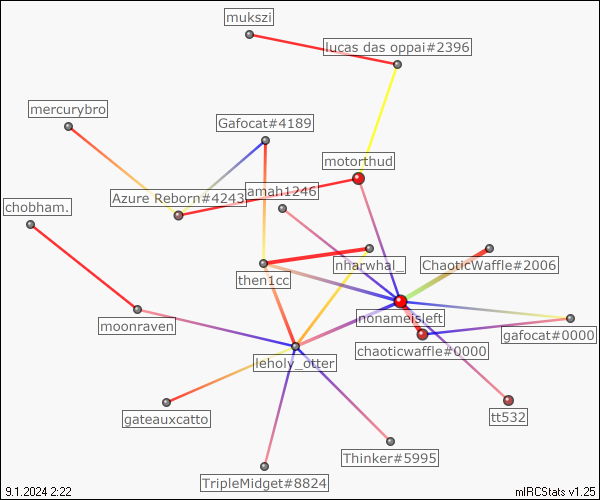 mukszi
lucas das oppai#2396
mercurybro
Gafocat#4189
motorthud
Azure Reborn#4243
amah1246
chobham.
then1cc
nharwhal_
ChaoticWaffle#2006
moonraven
nonameisleft
gafocat#0000
chaoticwaffle#0000
leholy_otter
gateauxcatto
tt532
Thinker#5995
TripleMidget#8824
9.1.2024 2:22
mIRCStats v1.25